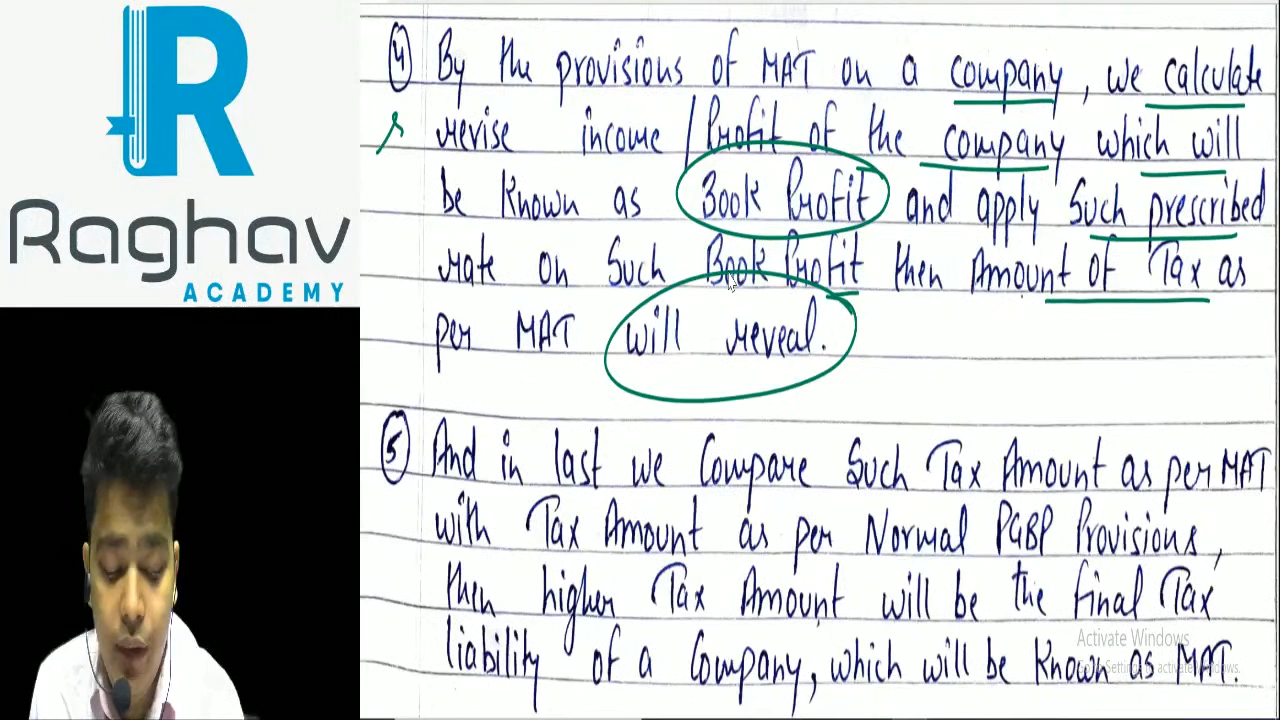 R
Raghav
ACADEMY
④ By the provisions of MAT on a company, we calculate
revise income / Profit of the company which will
be known as Book Profit and apply Such prescribed
rate on Such Book Profit then Amount of Tax as
per MAT will reveal.
⑤ And in last we Compare Such Tax Amount as per MAT
with Tax Amount as per Normal PGBP Provisions,
then higher Tax Amount will be the final Tax
Activate Windows
liability of a Company, which will be known as MAT.